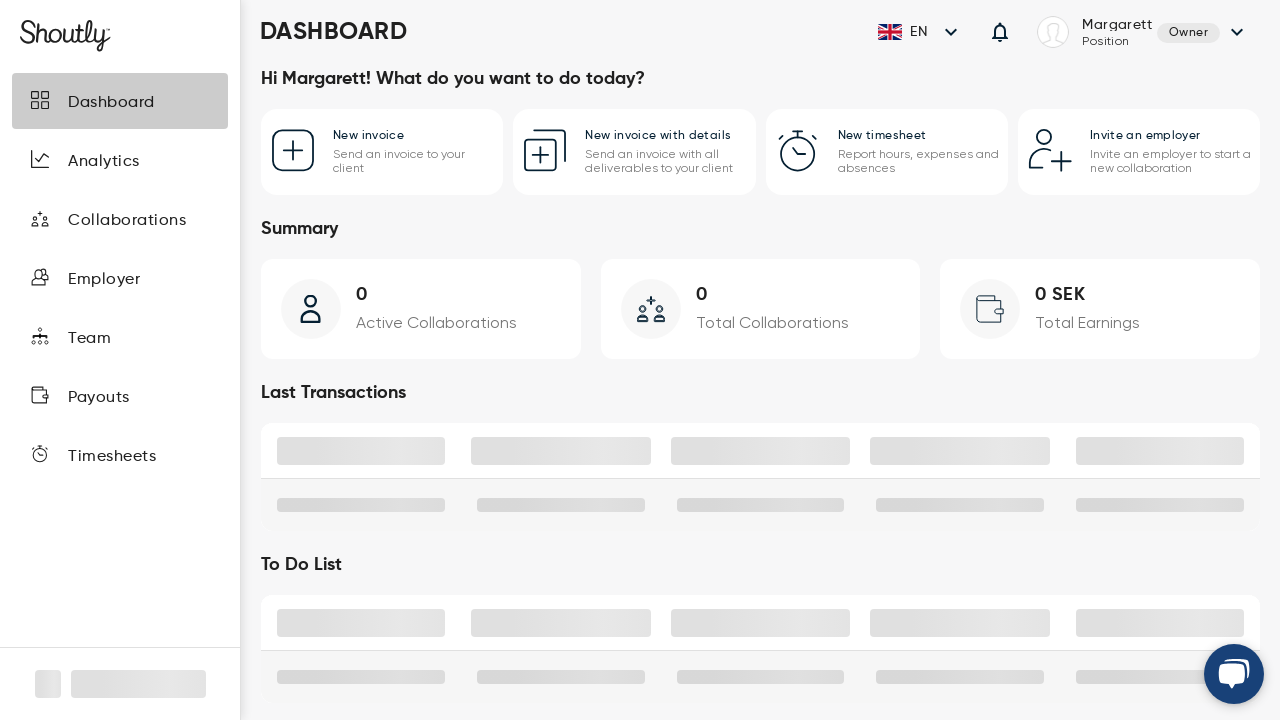 Shoutly
Dashboard
Analytics
Collaborations
Employer
Team
Payouts
Timesheets
DASHBOARD
EN
Margarett
Position
Owner
Hi Margarett! What do you want to do today?
New invoice
Send an invoice to your
client
New invoice with details
Send an invoice with all
deliverables to your client
New timesheet
Report hours, expenses and
absences
Invite an employer
Invite an employer to start a
new collaboration
Summary
0
Active Collaborations
0
Total Collaborations
0 SEK
Total Earnings
Last Transactions
To Do List